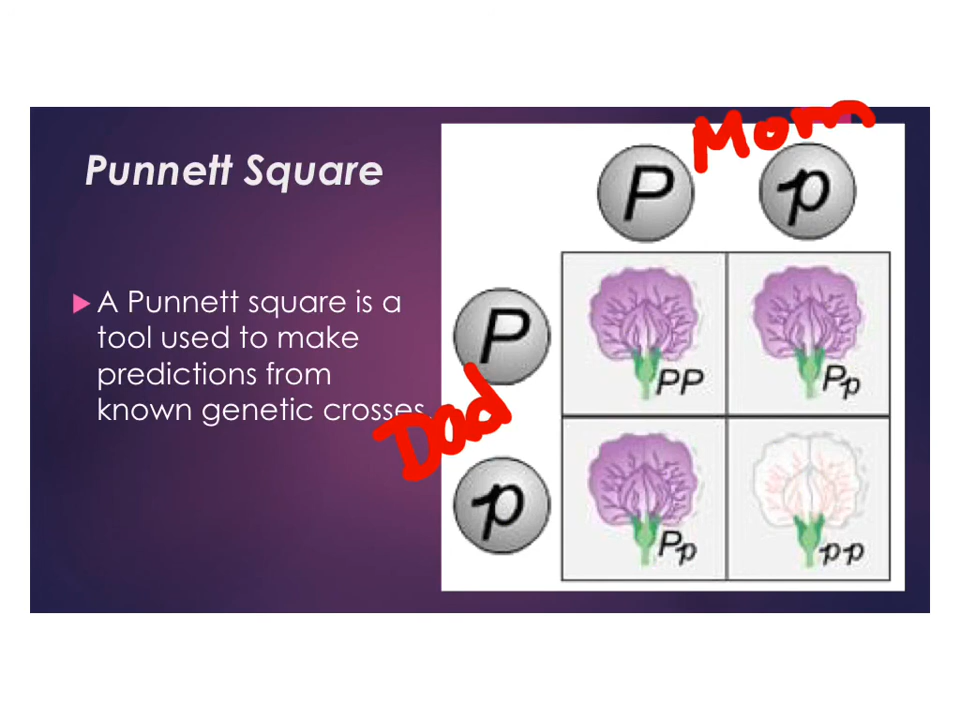 Punnett Square
A Punnett square is a
tool used to make
predictions from
known genetic crosses.
Mom
P p
P
PP Pp
Dad
p
Pp pp